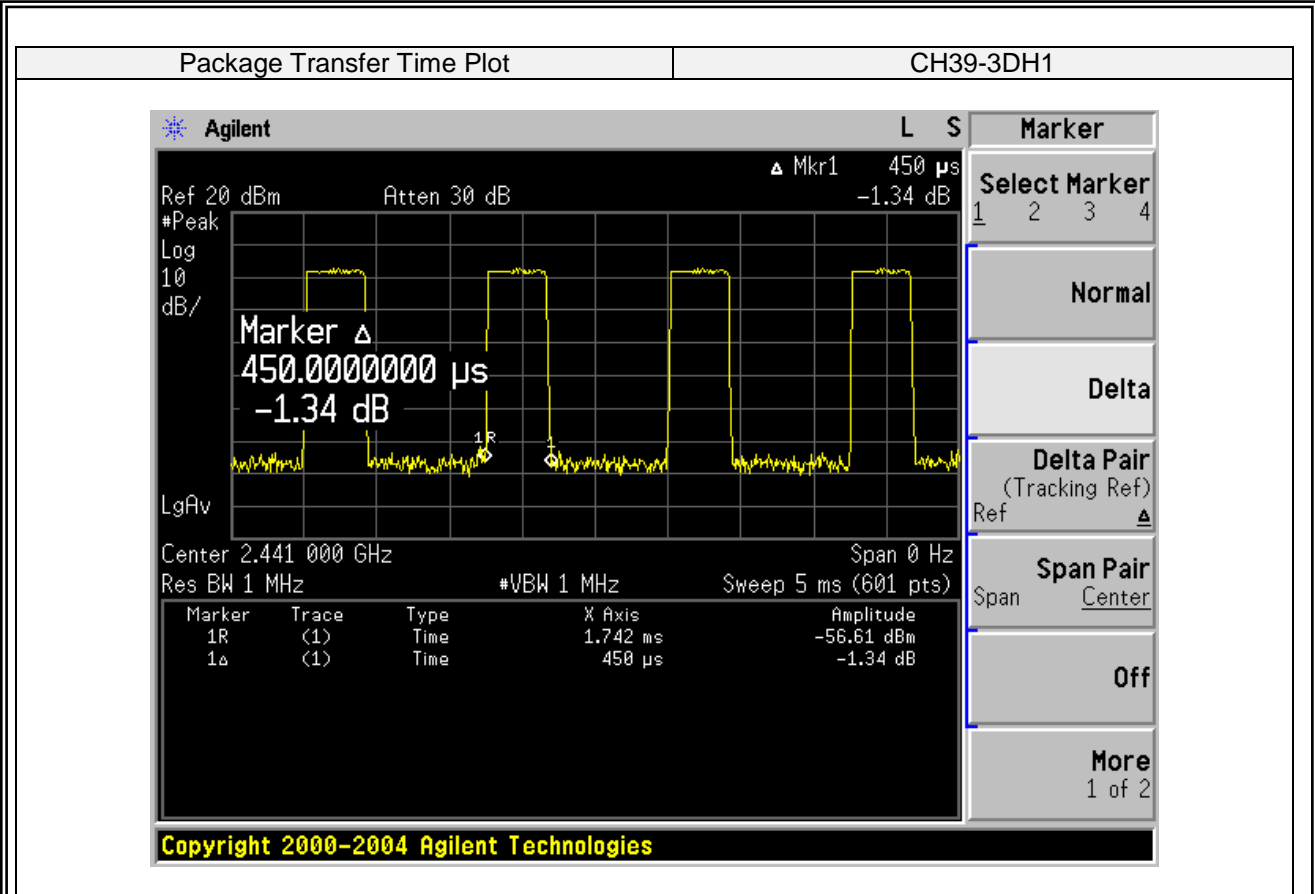 Package Transfer Time Plot CH39-3DH1
Agilent L S
Marker
Δ Mkr1 450 µs
Ref 20 dBm Atten 30 dB -1.34 dB
#Peak
Log
10
dB/
Marker Δ
450.0000000 µs
-1.34 dB
1R
1
LgAv
Center 2.441 000 GHz Span 0 Hz
Res BW 1 MHz #VBW 1 MHz Sweep 5 ms (601 pts)
Marker Trace Type X Axis Amplitude
1R (1) Time 1.742 ms -56.61 dBm
1Δ (1) Time 450 µs -1.34 dB
Select Marker
1 2 3 4
Normal
Delta
Delta Pair
(Tracking Ref)
Ref Δ
Span Pair
Span Center
Off
More
1 of 2
Copyright 2000-2004 Agilent Technologies